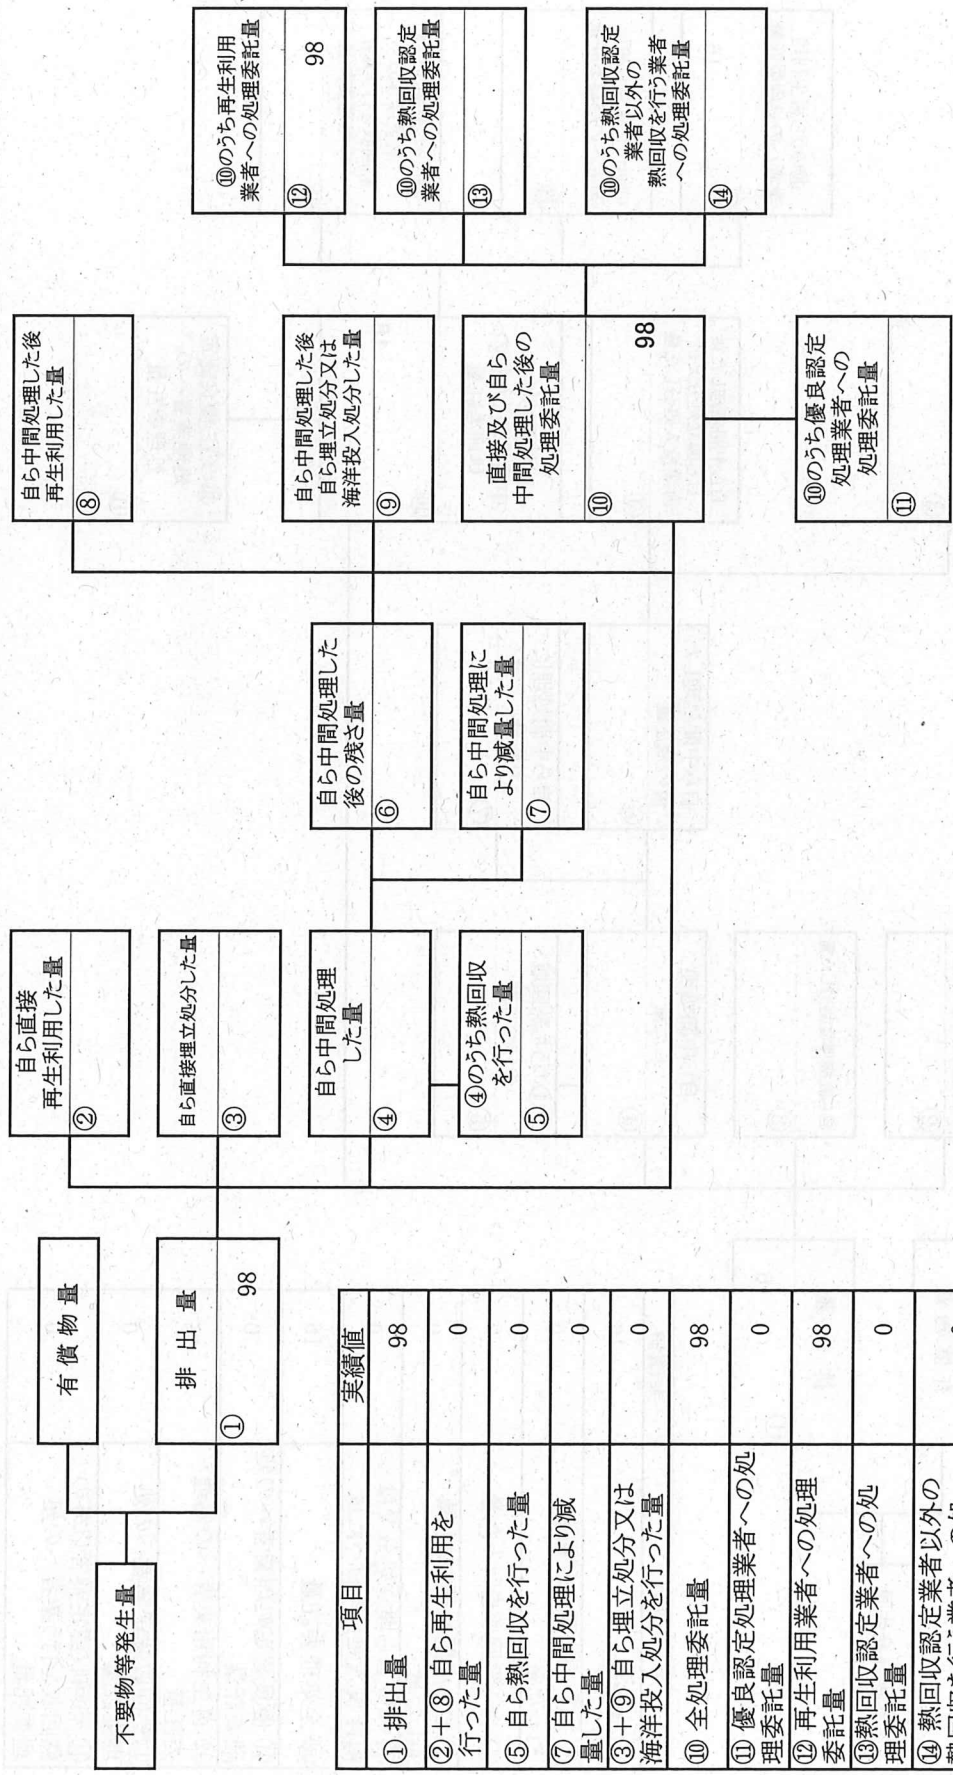 不要物等発生量
有償物量
排出量
①
98
自ら直接
再生利用した量
②
自ら直接埋立処分した量
③
自ら中間処理
した量
④
④のうち熱回収
を行った量
⑤
自ら中間処理した
後の残さ量
⑥
自ら中間処理に
より減量した量
⑦
自ら中間処理した後
再生利用した量
⑧
自ら中間処理した後
自ら埋立処分又は
海洋投入処分した量
⑨
直接及び自ら
中間処理した後の
処理委託量
⑩
98
⑩のうち優良認定
処理業者への
処理委託量
⑪
⑩のうち再生利用
業者への処理委託量
⑫
98
⑩のうち熱回収認定
業者への処理委託量
⑬
⑩のうち熱回収認定
業者以外の
熱回収を行う業者
への処理委託量
⑭
項目 実績値
① 排出量 98
②+⑧ 自ら再生利用を
行った量 0
⑤ 自ら熱回収を行った量 0
⑦ 自ら中間処理により減
量した量 0
③+⑨ 自ら埋立処分又は
海洋投入処分を行った量 0
⑩ 全処理委託量 98
⑪ 優良認定処理業者への処
理委託量 0
⑫ 再生利用業者への処理
委託量 98
⑬熱回収認定業者への処
理委託量 0
⑭ 熱回収認定業者以外の